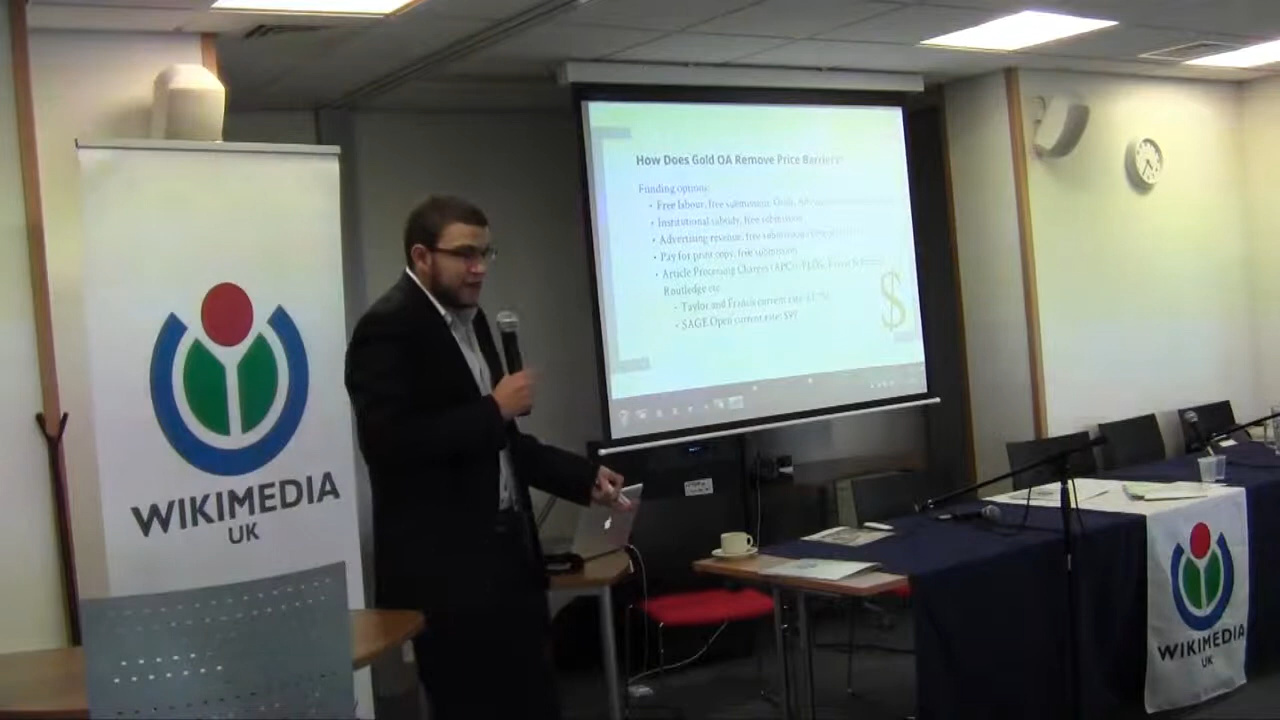 WIKIMEDIA
UK
How Does Gold OA Remove Price Barriers?
Funding options:
• Free labour, free submission:
• Institutional subsidy, free submission
• Advertising revenue, free submission
• Pay for print copy, free submission
• Article Processing Charges (APC)
Routledge etc
• Taylor and Francis current rate:
• SAGE Open current rate: $99
$
WIKIMEDIA
UK